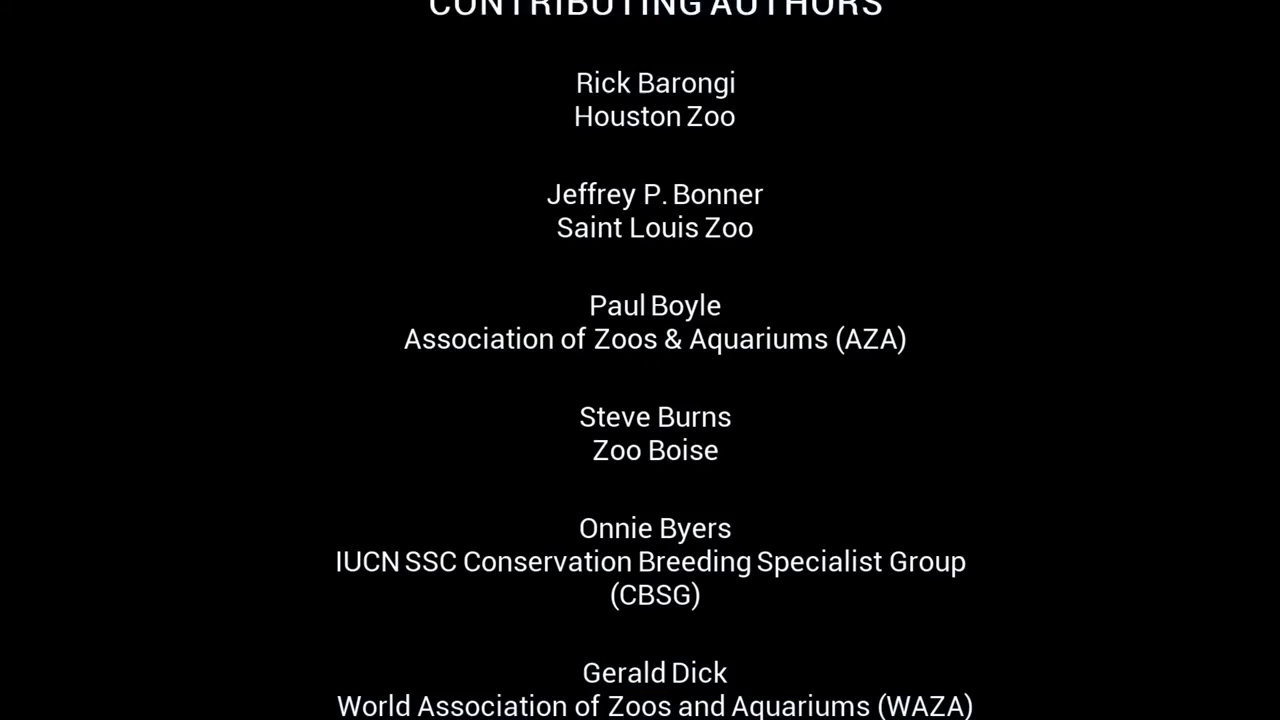 CONTRIBUTING AUTHORS
Rick Barongi
Houston Zoo
Jeffrey P. Bonner
Saint Louis Zoo
Paul Boyle
Association of Zoos & Aquariums (AZA)
Steve Burns
Zoo Boise
Onnie Byers
IUCN SSC Conservation Breeding Specialist Group
(CBSG)
Gerald Dick
World Association of Zoos and Aquariums (WAZA)